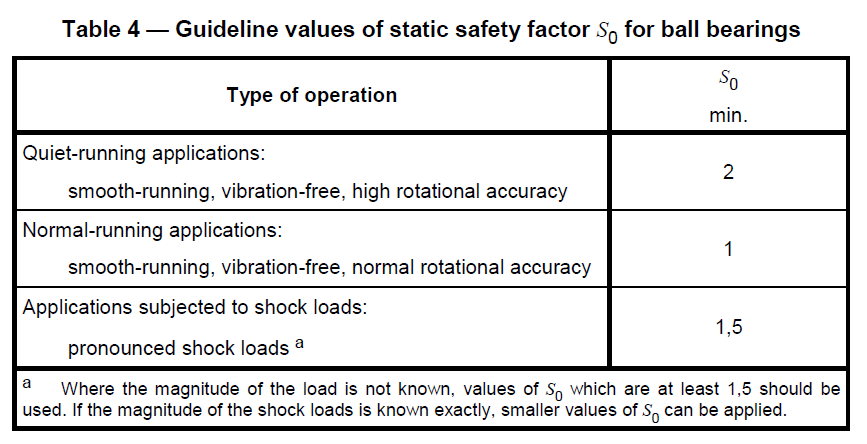 Table 4 — Guideline values of static safety factor S0 for ball bearings
Type of operation
S0
min.
Quiet-running applications:
smooth-running, vibration-free, high rotational accuracy
2
Normal-running applications:
smooth-running, vibration-free, normal rotational accuracy
1
Applications subjected to shock loads:
pronounced shock loads a
1,5
a Where the magnitude of the load is not known, values of S0 which are at least 1,5 should be
used. If the magnitude of the shock loads is known exactly, smaller values of S0 can be applied.